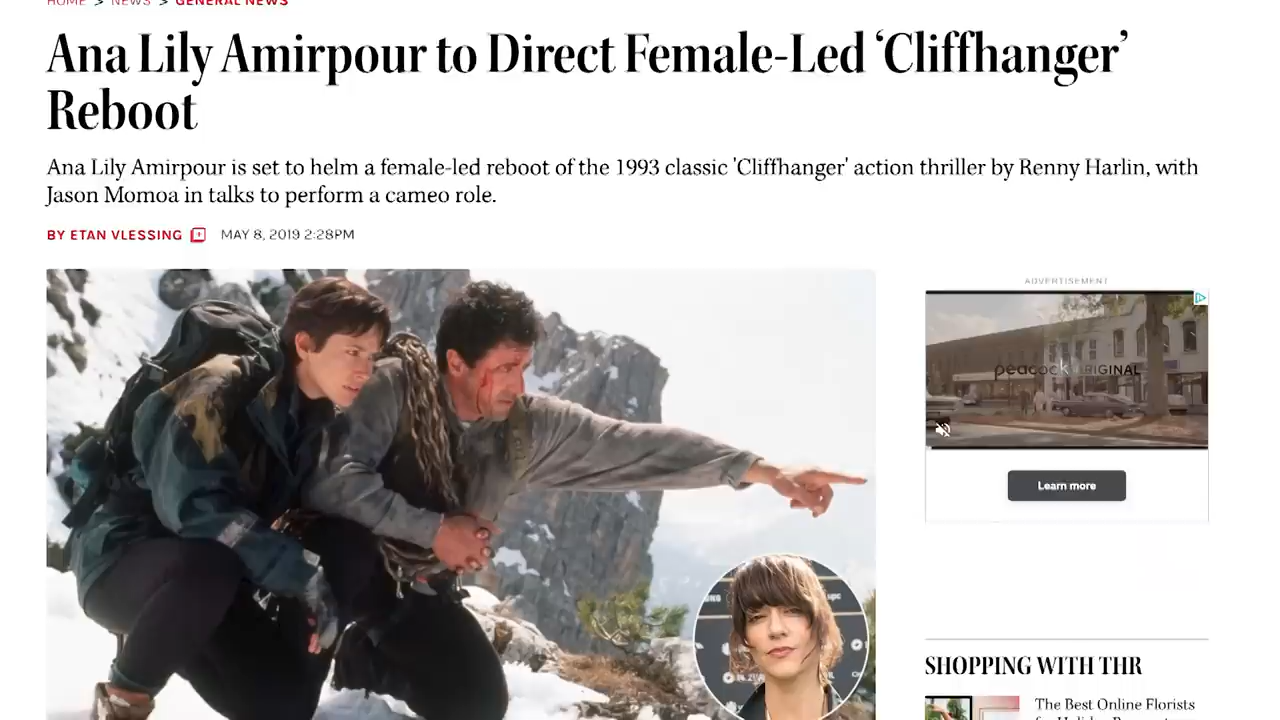 HOME > NEWS > GENERAL NEWS
Ana Lily Amirpour to Direct Female-Led ‘Cliffhanger’
Reboot
Ana Lily Amirpour is set to helm a female-led reboot of the 1993 classic 'Cliffhanger' action thriller by Renny Harlin, with
Jason Momoa in talks to perform a cameo role.
BY ETAN VLESSING MAY 8, 2019 2:28PM
ADVERTISEMENT
peacock ORIGINAL
Learn more
SHOPPING WITH THR
The Best Online Florists